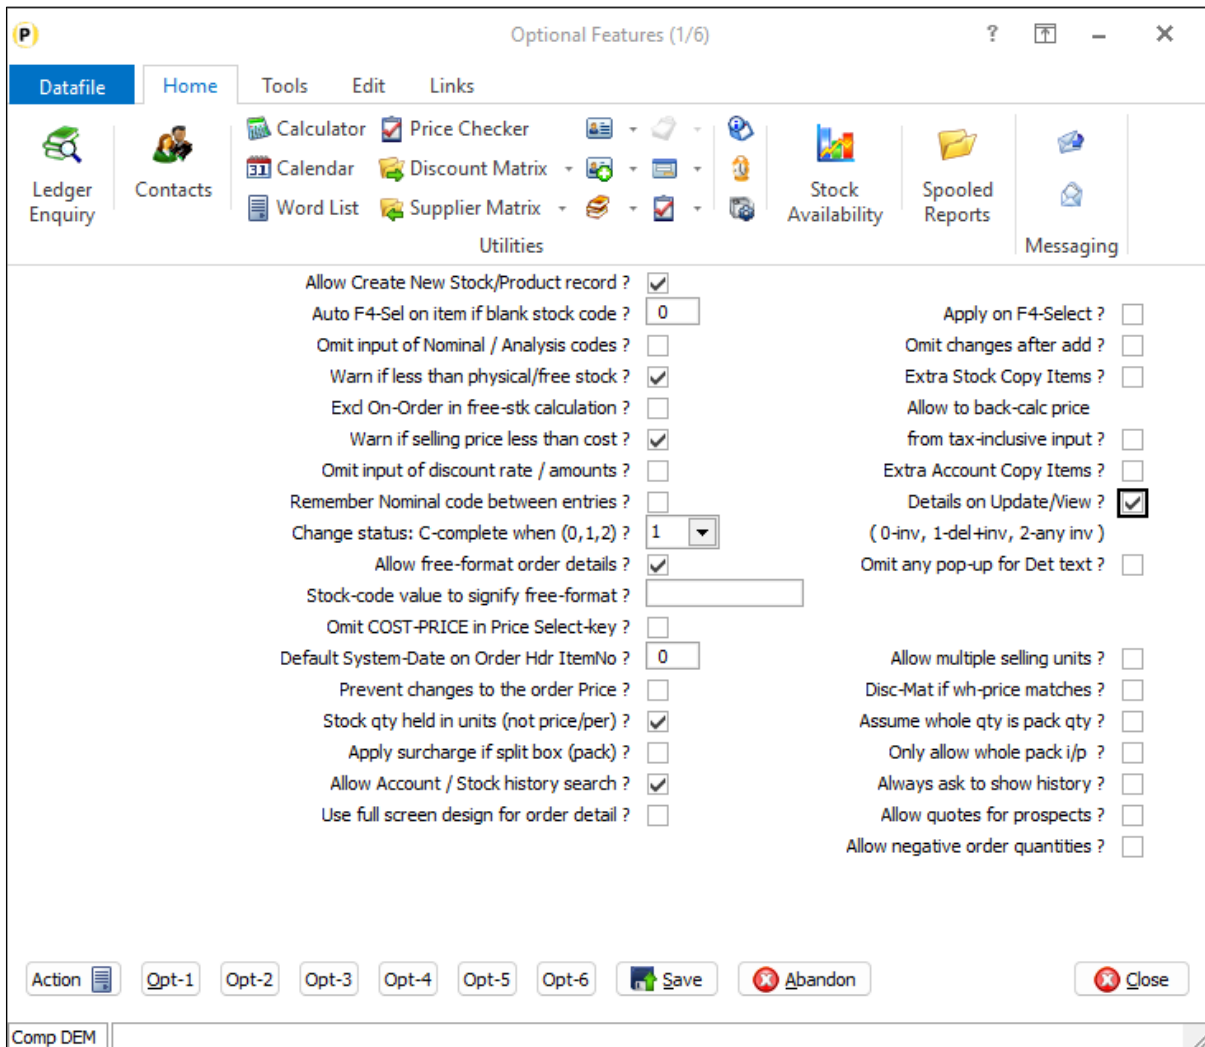 P
Optional Features (1/6)
?
Datafile Home Tools Edit Links
Ledger Enquiry
Contacts
Calculator
Calendar
31
Word List
Price Checker
Discount Matrix
Supplier Matrix
Utilities
Stock Availability
Spooled Reports
Messaging
Allow Create New Stock/Product record ?
Auto F4-Sel on item if blank stock code ? 0 Apply on F4-Select ?
Omit input of Nominal / Analysis codes ? Omit changes after add ?
Warn if less than physical/free stock ? Extra Stock Copy Items ?
Excl On-Order in free-stk calculation ? Allow to back-calc price
Warn if selling price less than cost ? from tax-inclusive input ?
Omit input of discount rate / amounts ? Extra Account Copy Items ?
Remember Nominal code between entries ? Details on Update/View ?
Change status: C-complete when (0,1,2) ? 1 ( 0-inv, 1-del+inv, 2-any inv )
Allow free-format order details ? Omit any pop-up for Det text ?
Stock-code value to signify free-format ?
Omit COST-PRICE in Price Select-key ?
Default System-Date on Order Hdr ItemNo ? 0 Allow multiple selling units ?
Prevent changes to the order Price ? Disc-Mat if wh-price matches ?
Stock qty held in units (not price/per) ? Assume whole qty is pack qty ?
Apply surcharge if split box (pack) ? Only allow whole pack i/p ?
Allow Account / Stock history search ? Always ask to show history ?
Use full screen design for order detail ? Allow quotes for prospects ?
Allow negative order quantities ?
Action Opt-1 Opt-2 Opt-3 Opt-4 Opt-5 Opt-6 Save Abandon Close
Comp DEM